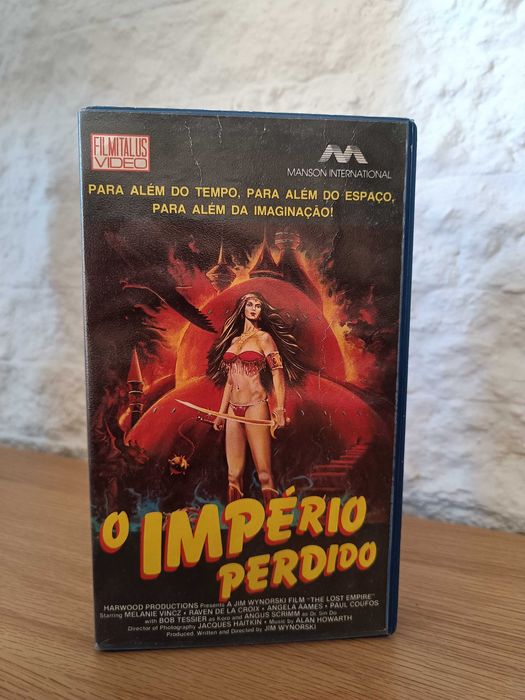 FILMITALUS
VIDEO
MANSON INTERNATIONAL
PARA ALÉM DO TEMPO, PARA ALÉM DO ESPAÇO,
PARA ALÉM DA IMAGINAÇÃO!
O IMPÉRIO
PERDIDO
HARWOOD PRODUCTIONS Presents A JIM WYNORSKI FILM "THE LOST EMPIRE"
Starring MELANIE VINCZ • RAVEN DE LA CROIX • ANGELA AAMES • PAUL COUFOS
with BOB TESSIER as Koro and ANGUS SCRIMM as Dr. Sin Do
Director of Photography JACQUES HAITKIN • Music by ALAN HOWARTH
Produced, Written and Directed by JIM WYNORSKI